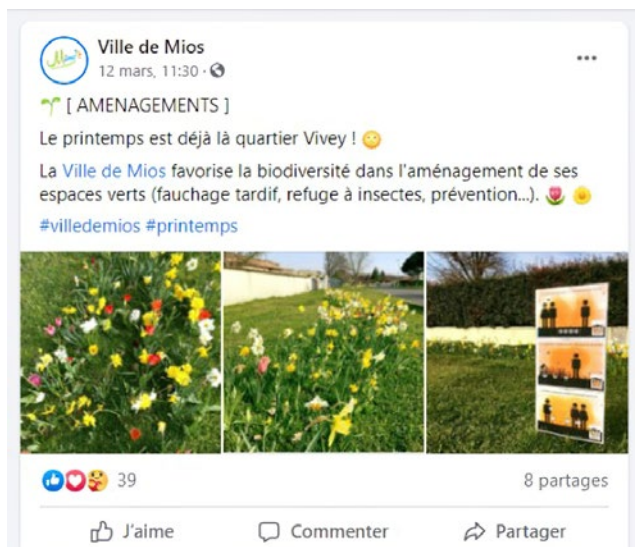 Ville de Mios
12 mars, 11:30 ·
[ AMENAGEMENTS ]
Le printemps est déjà là quartier Vivey !
La Ville de Mios favorise la biodiversité dans l'aménagement de ses
espaces verts (fauchage tardif, refuge à insectes, prévention...).
#villedemios #printemps
39
8 partages
J'aime
Commenter
Partager